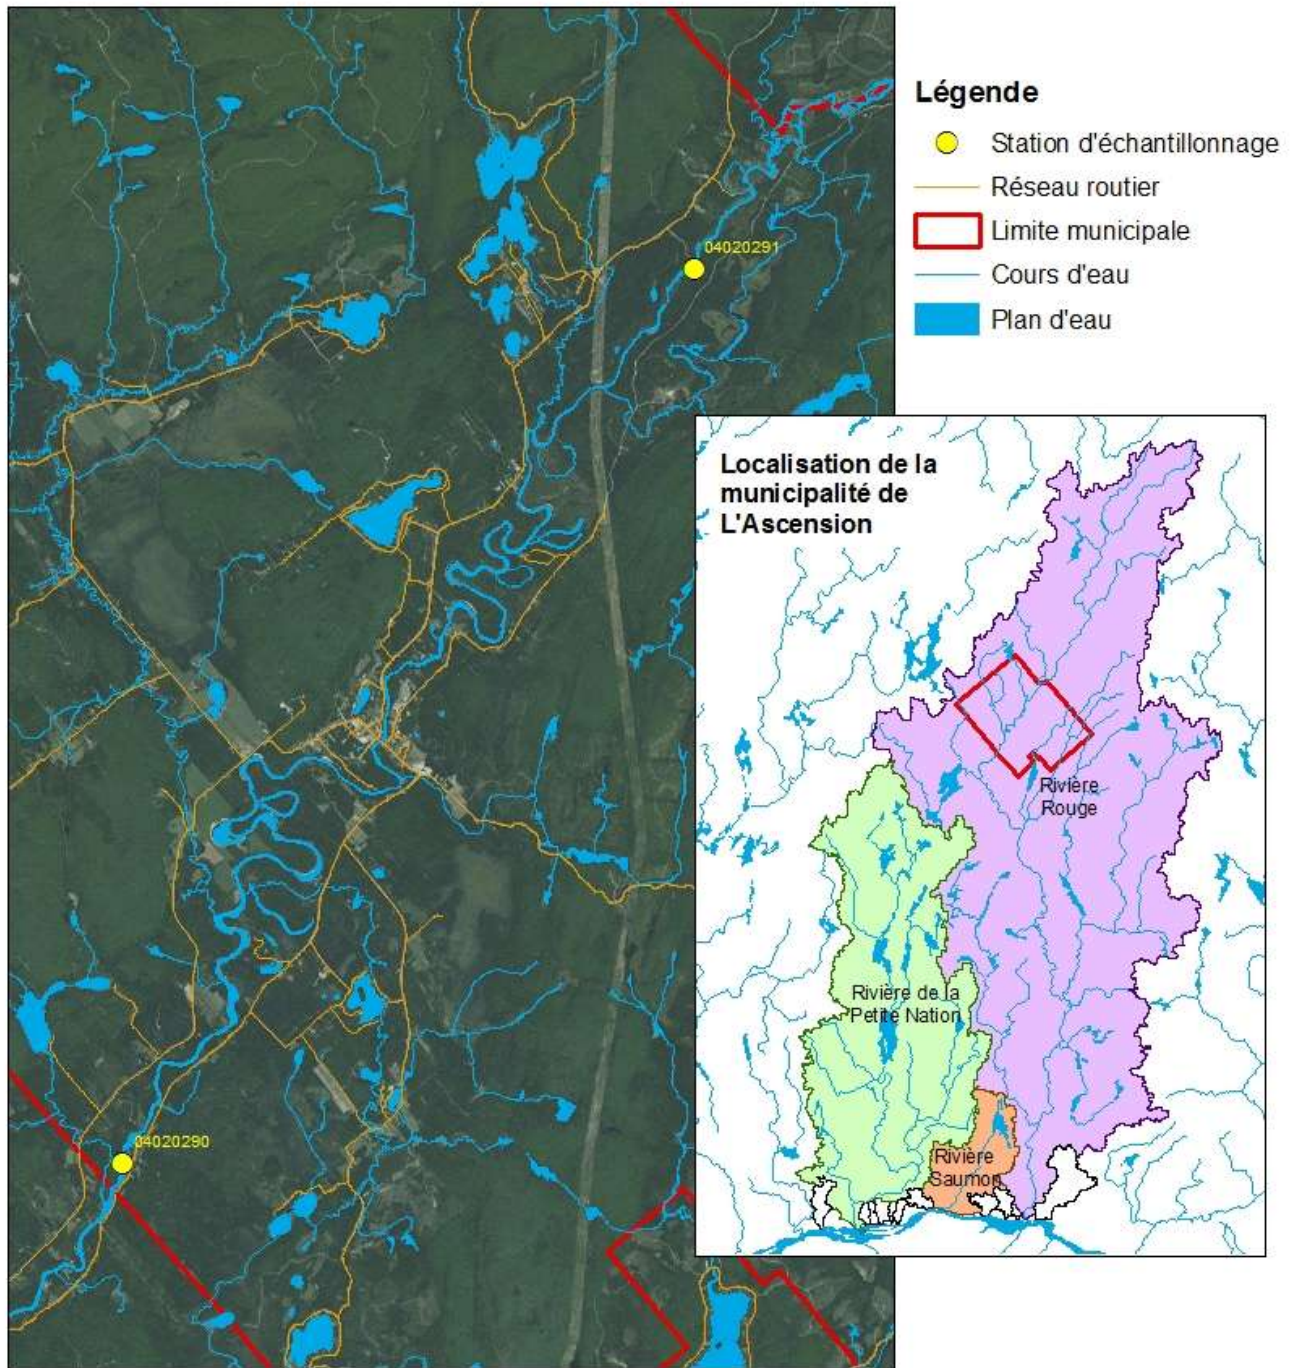 Légende
Station d'échantillonnage
Réseau routier
Limite municipale
Cours d'eau
Plan d'eau
04020291
04020290
Localisation de la
municipalité de
L'Ascension
Rivière
Rouge
Rivière de la
Petite Nation
Rivière
Saumon